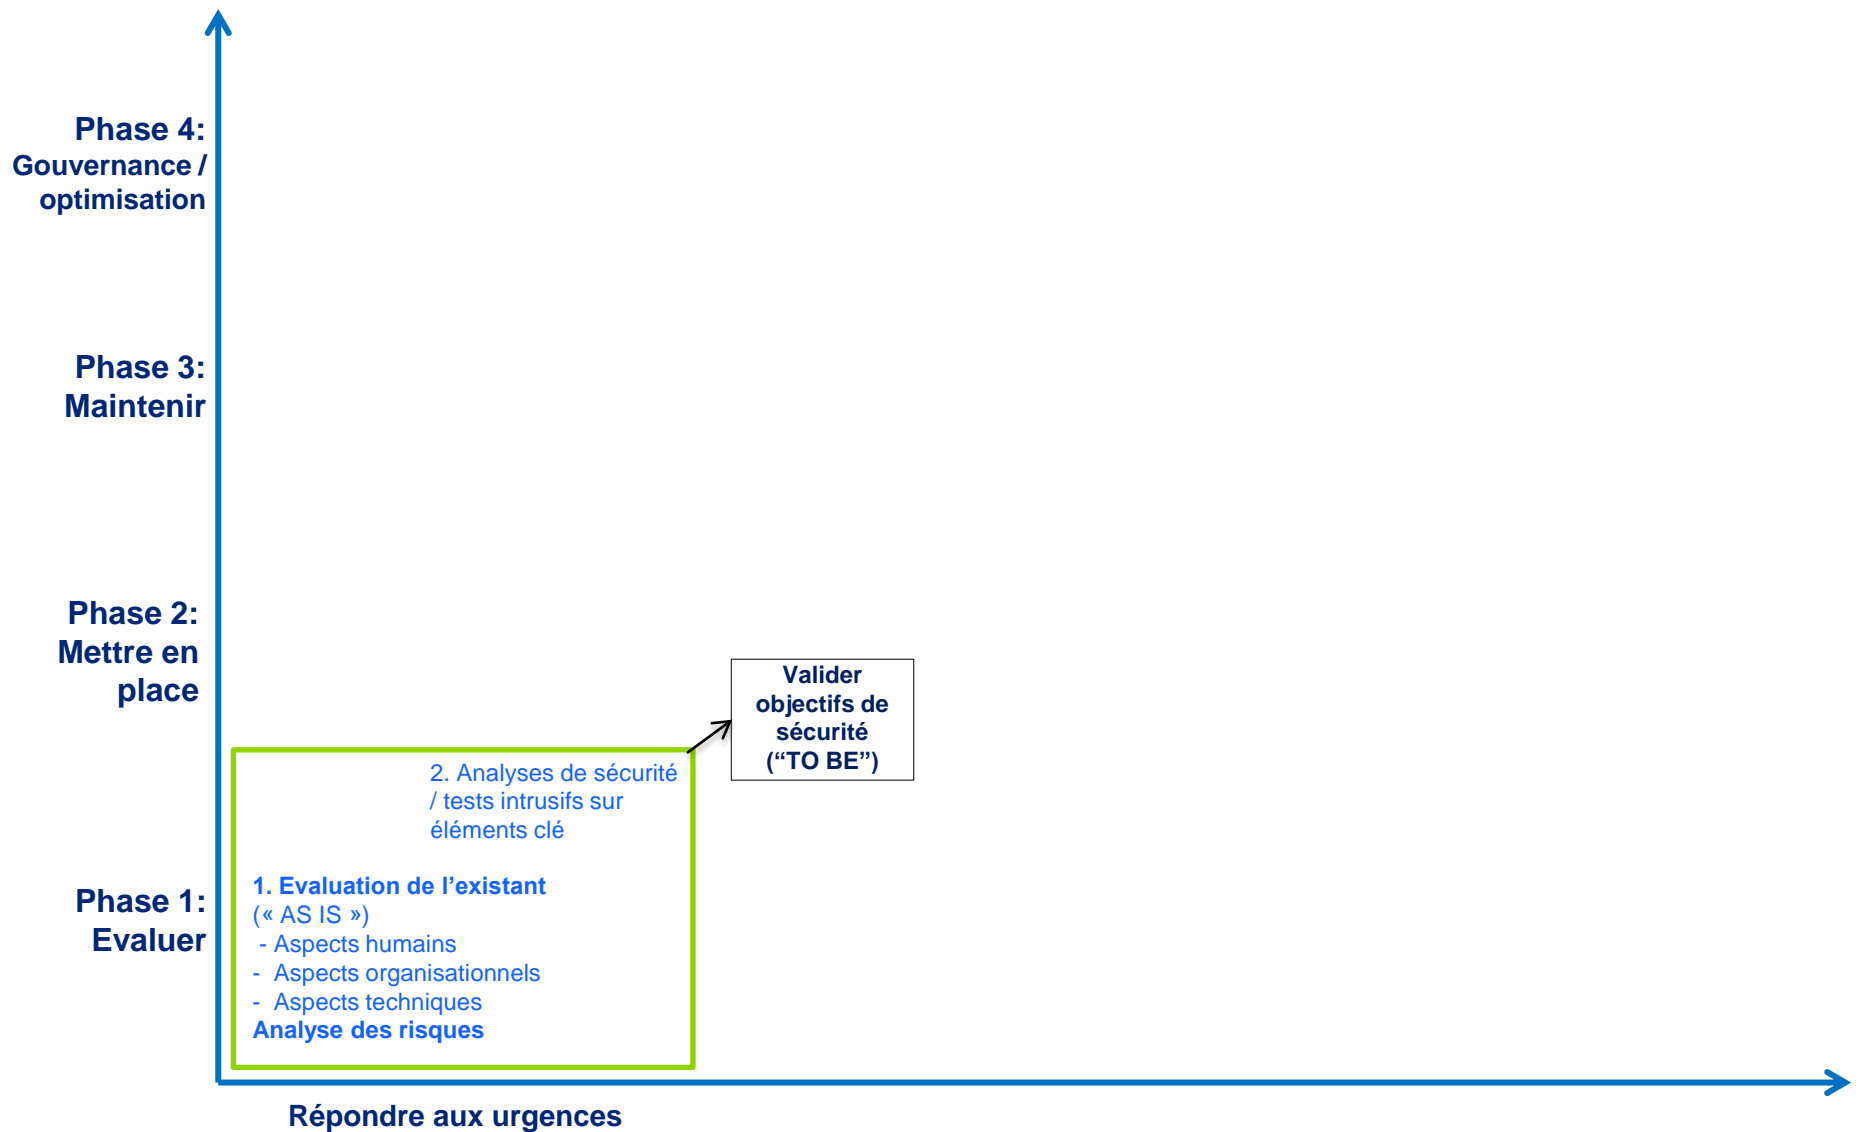 Phase 4:
Gouvernance /
optimisation
Phase 3:
Maintenir
Phase 2:
Mettre en
place
Valider
objectifs de
sécurité
(“TO BE”)
2. Analyses de sécurité
/ tests intrusifs sur
éléments clé
Phase 1:
Evaluer
1. Evaluation de l’existant
(« AS IS »)
- Aspects humains
- Aspects organisationnels
- Aspects techniques
Analyse des risques
Répondre aux urgences